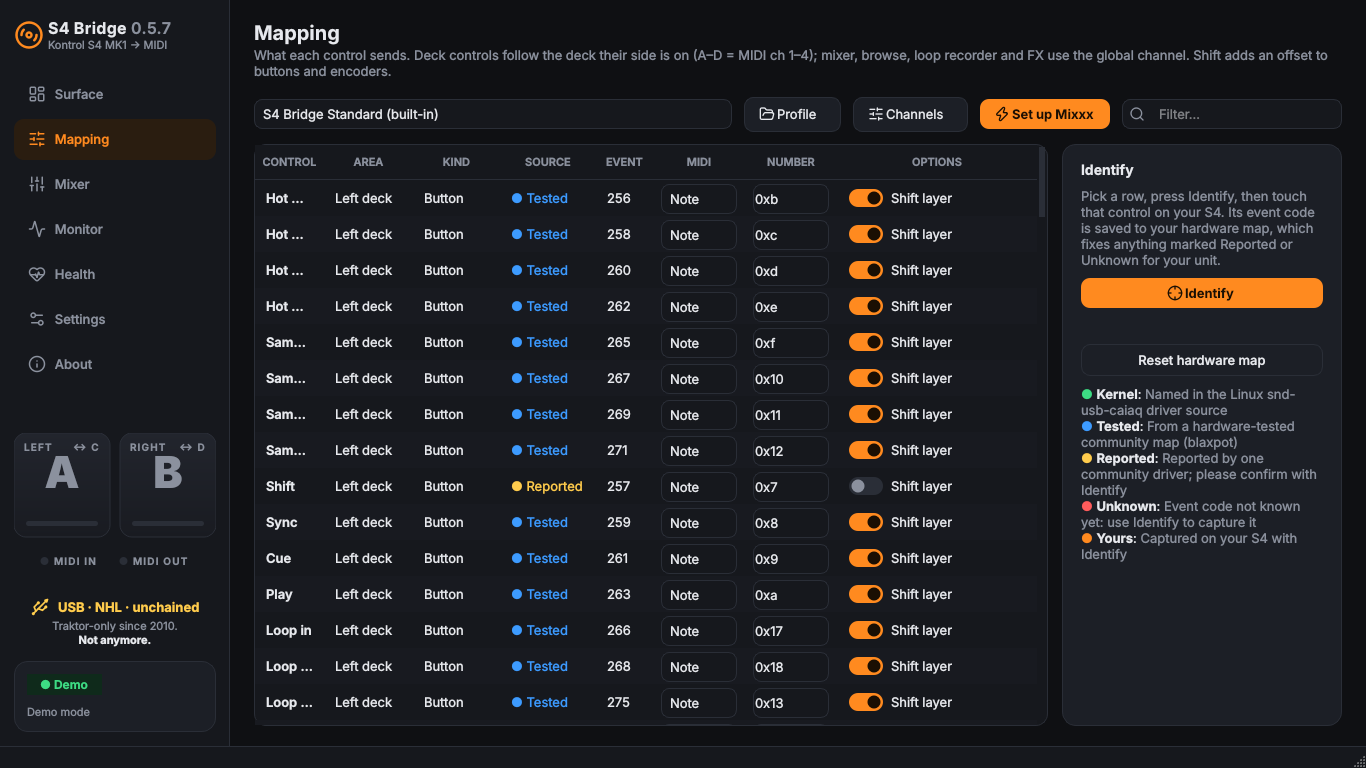 S4 Bridge 0.5.7
Kontrol S4 MK1 → MIDI
Surface
Mapping
Mixer
Monitor
Health
Settings
About
LEFT ↔ C
A
RIGHT ↔ D
B
MIDI IN
MIDI OUT
USB · NHL · unchained
Traktor-only since 2010.
Not anymore.
Demo
Demo mode
Mapping
What each control sends. Deck controls follow the deck their side is on (A–D = MIDI ch 1–4); mixer, browse, loop recorder and FX use the global channel. Shift adds an offset to
buttons and encoders.
S4 Bridge Standard (built-in)
Profile
Channels
Set up Mixxx
Filter...
CONTROL AREA KIND SOURCE EVENT MIDI NUMBER OPTIONS
Hot ... Left deck Button Tested 256 Note 0xb Shift layer
Hot ... Left deck Button Tested 258 Note 0xc Shift layer
Hot ... Left deck Button Tested 260 Note 0xd Shift layer
Hot ... Left deck Button Tested 262 Note 0xe Shift layer
Sam... Left deck Button Tested 265 Note 0xf Shift layer
Sam... Left deck Button Tested 267 Note 0x10 Shift layer
Sam... Left deck Button Tested 269 Note 0x11 Shift layer
Sam... Left deck Button Tested 271 Note 0x12 Shift layer
Shift Left deck Button Reported 257 Note 0x7 Shift layer
Sync Left deck Button Tested 259 Note 0x8 Shift layer
Cue Left deck Button Tested 261 Note 0x9 Shift layer
Play Left deck Button Tested 263 Note 0xa Shift layer
Loop in Left deck Button Tested 266 Note 0x17 Shift layer
Loop ... Left deck Button Tested 268 Note 0x18 Shift layer
Loop ... Left deck Button Tested 275 Note 0x13 Shift layer
Identify
Pick a row, press Identify, then touch
that control on your S4. Its event code
is saved to your hardware map, which
fixes anything marked Reported or
Unknown for your unit.
Identify
Reset hardware map
Kernel: Named in the Linux snd-
usb-caiaq driver source
Tested: From a hardware-tested
community map (blaxpot)
Reported: Reported by one
community driver; please confirm with
Identify
Unknown: Event code not known
yet: use Identify to capture it
Yours: Captured on your S4 with
Identify